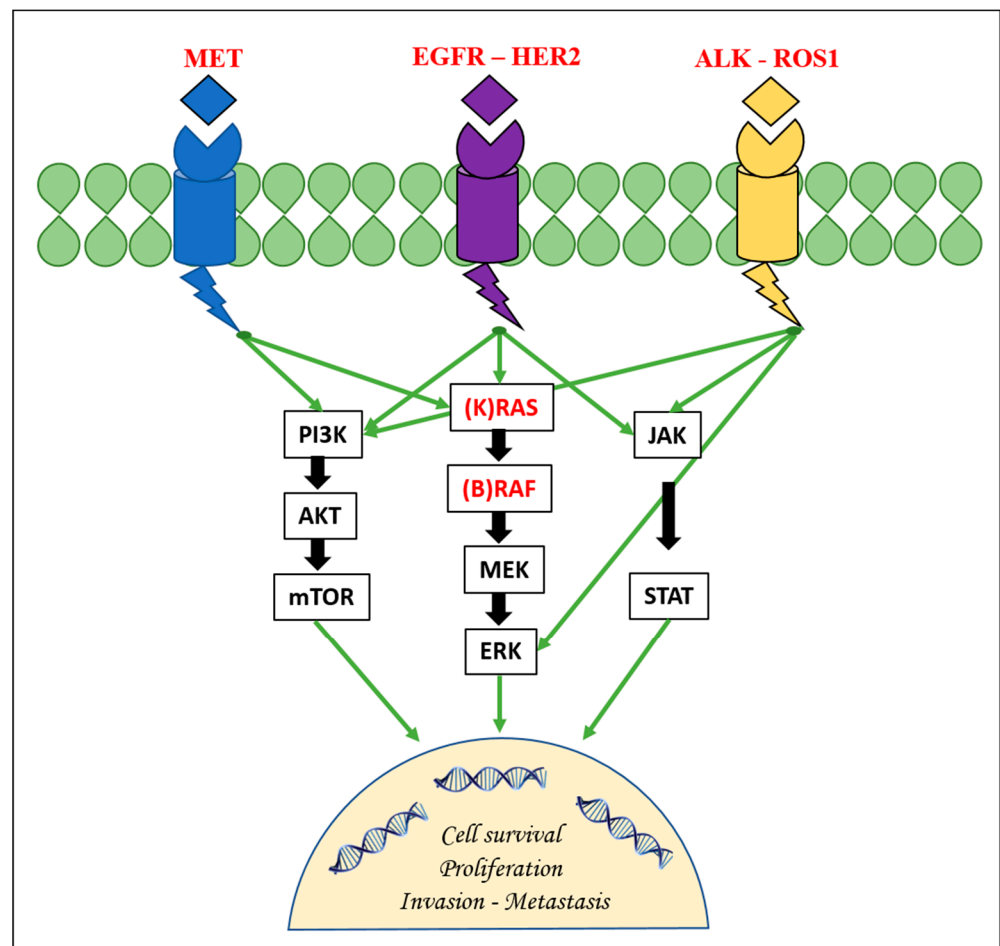 MET
EGFR – HER2
ALK - ROS1
(K)RAS
PI3K
JAK
(B)RAF
AKT
MEK
mTOR
STAT
ERK
Cell survival
Proliferation
Invasion - Metastasis